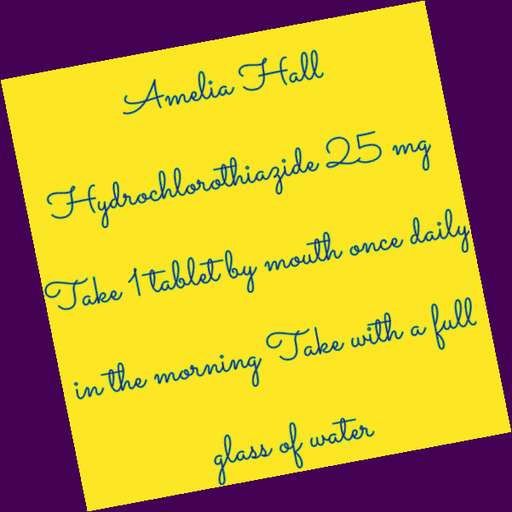 Amelia Hall
Hydrochlorothiazide 25 mg
Take 1 tablet by mouth once daily
in the morning Take with a full
glass of water